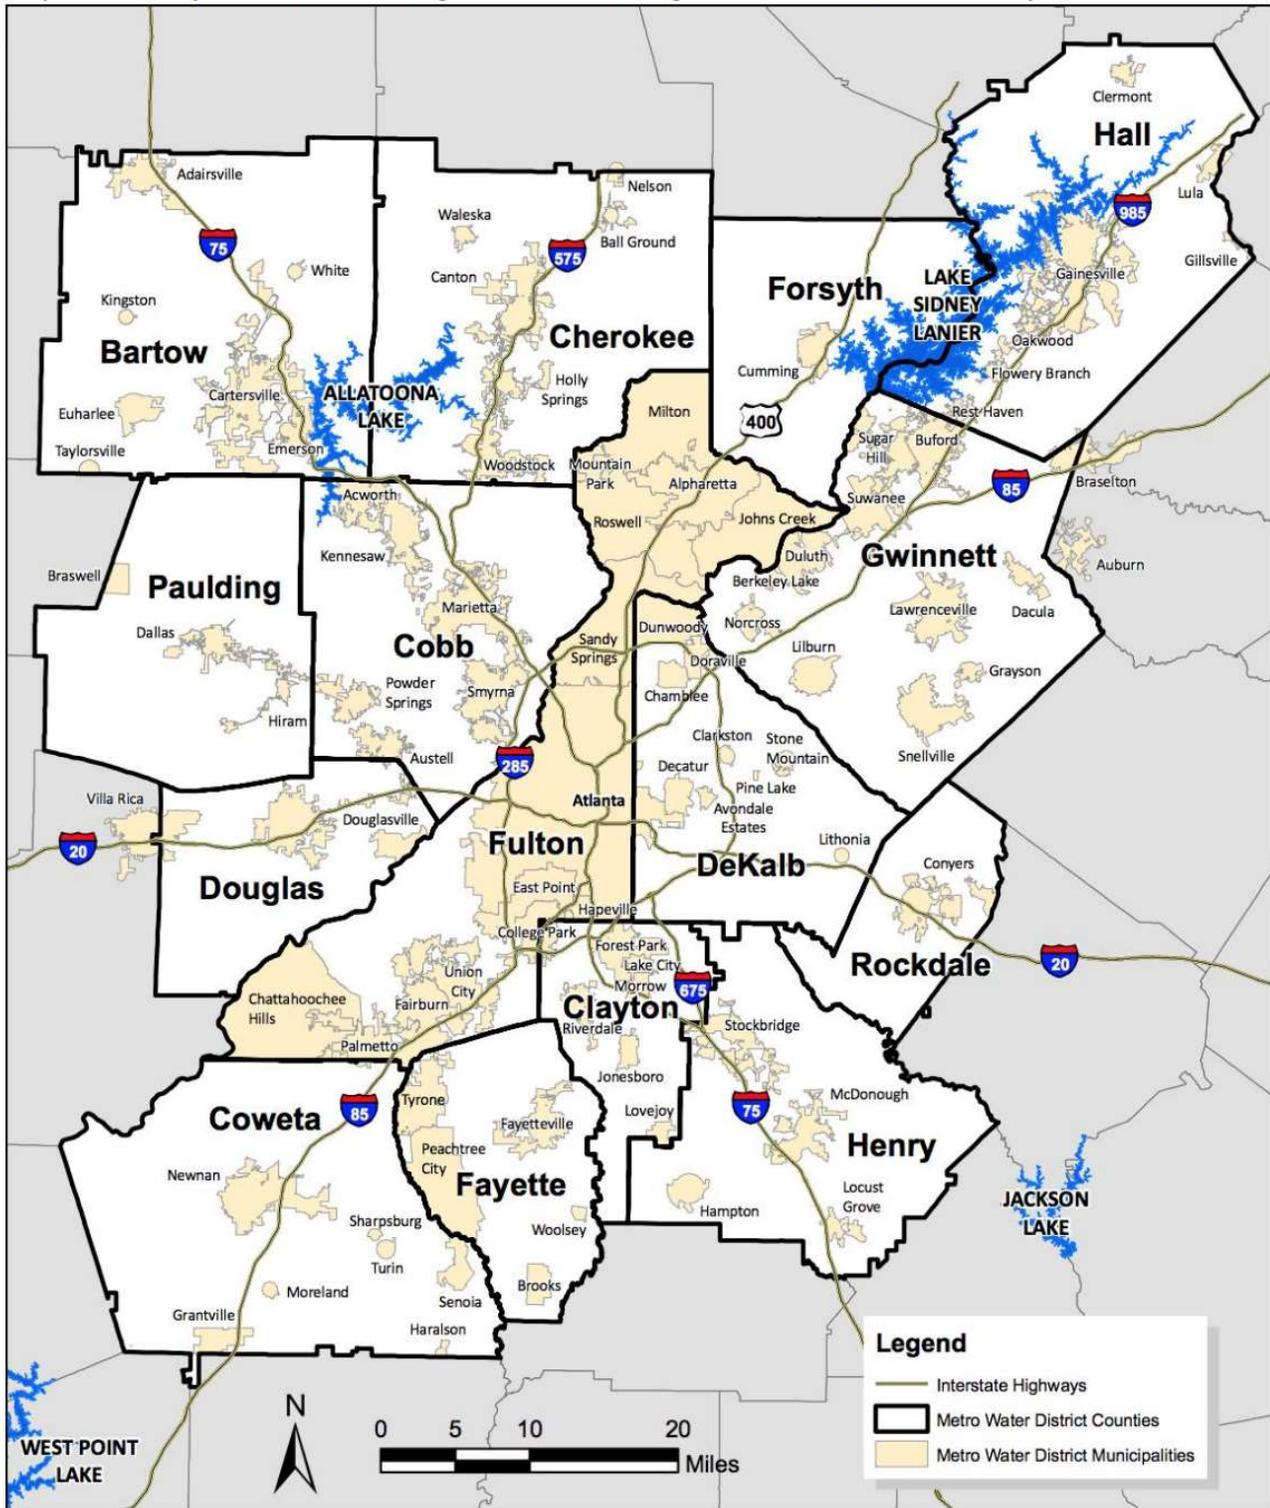 Clermont
Hall
Adairsville
Nelson
Lula
Waleska
985
75
575
Ball Ground
Canton
White
Gillsville
Gainesville
Forsyth
LAKE
SIDNEY
LANIER
Kingston
Cherokee
Bartow
Oakwood
Cumming
Flowery Branch
Holly
Springs
ALLATOONA
LAKE
Cartersville
Euharlee
Milton
400
Rest Haven
Sugar
Hill
Buford
Taylorsville
Emerson
Woodstock
Mountain
Park
Alpharetta
85
Braselton
Acworth
Suwanee
Roswell
Johns Creek
Kennesaw
Duluth
Gwinnett
Auburn
Braswell
Paulding
Berkeley Lake
Marietta
Lawrenceville
Dacula
Dallas
Cobb
Sandy
Springs
Dunwoody
Norcross
Lilburn
Doraville
Grayson
Powder
Springs
Smyrna
Chamblee
Hiram
Clarkston
Stone
Mountain
Snellville
Austell
285
Decatur
Pine Lake
Villa Rica
Atlanta
Avondale
Estates
Douglasville
20
Fulton
Lithonia
DeKalb
Conyers
Douglas
East Point
Hapeville
College Park
Forest Park
Lake City
Rockdale
20
Union
City
Morrow
675
Chattahoochee
Hills
Fairburn
Clayton
Riverdale
Stockbridge
Palmetto
Jonesboro
McDonough
Tyrone
Coweta
85
Lovejoy
75
Fayetteville
Henry
Peachtree
City
Newnan
Fayette
Locust
Grove
JACKSON
LAKE
Hampton
Sharpsburg
Woolsey
Turin
Moreland
Brooks
Senoia
Grantville
Haralson
Legend
Interstate Highways
Metro Water District Counties
Metro Water District Municipalities
N
0 5 10 20
Miles
WEST POINT
LAKE